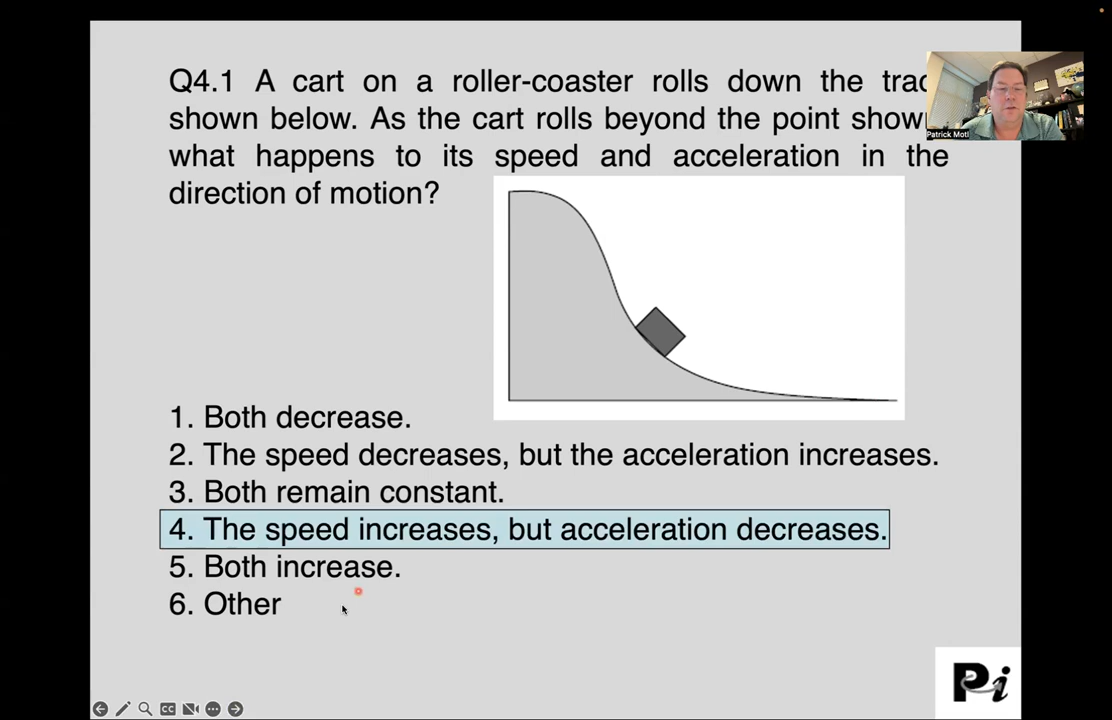 Q4.1 A cart on a roller-coaster rolls down the
shown below. As the cart rolls beyond the point
what happens to its speed and acceleration in the
direction of motion?
Patrick Motl
1. Both decrease.
2. The speed decreases, but the acceleration increases.
3. Both remain constant.
4. The speed increases, but acceleration decreases.
5. Both increase.
6. Other
CC
Pi